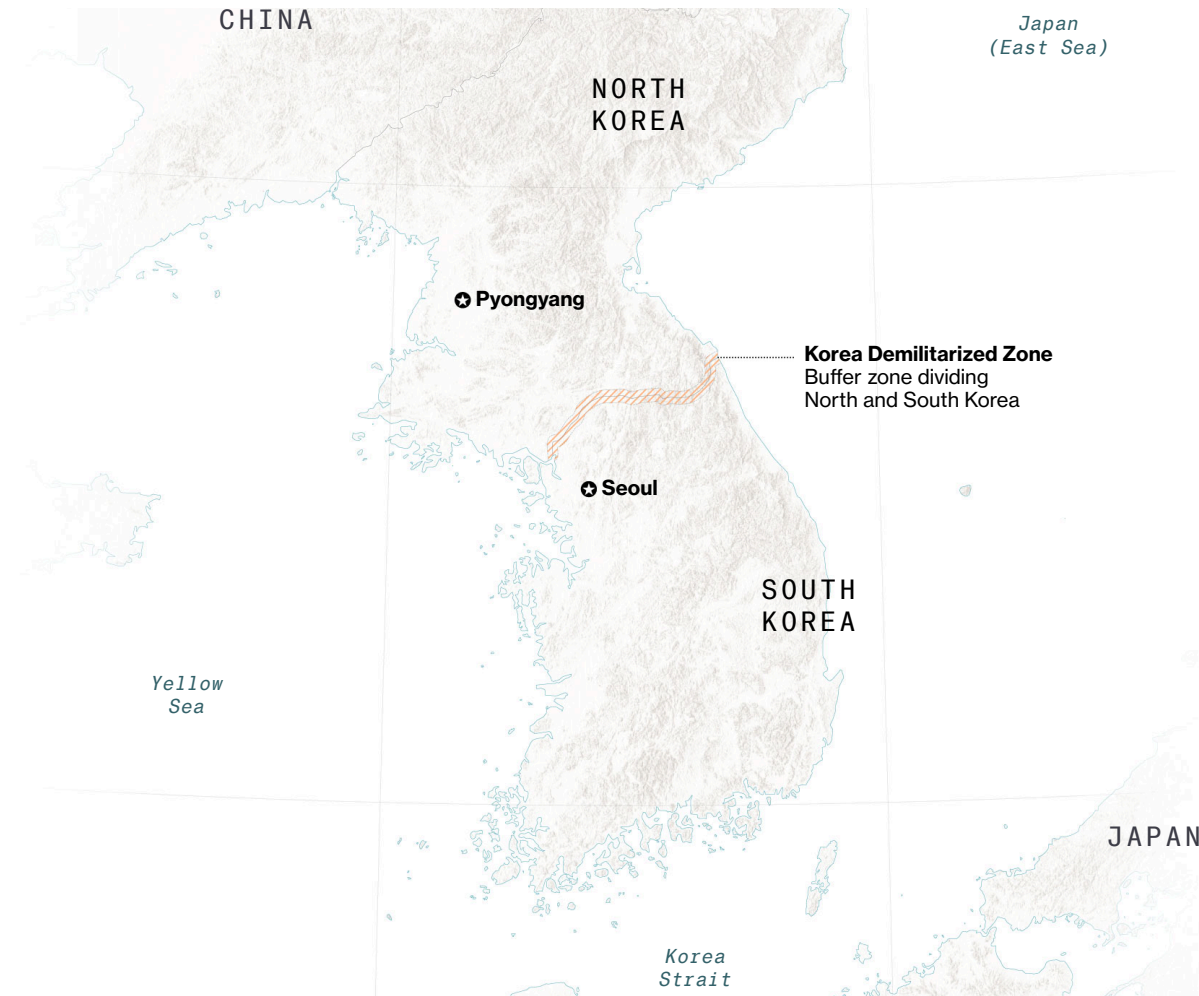 CHINA
Japan
(East Sea)
NORTH
KOREA
Pyongyang
Korea Demilitarized Zone
Buffer zone dividing
North and South Korea
Seoul
SOUTH
KOREA
Yellow
Sea
JAPAN
Korea
Strait